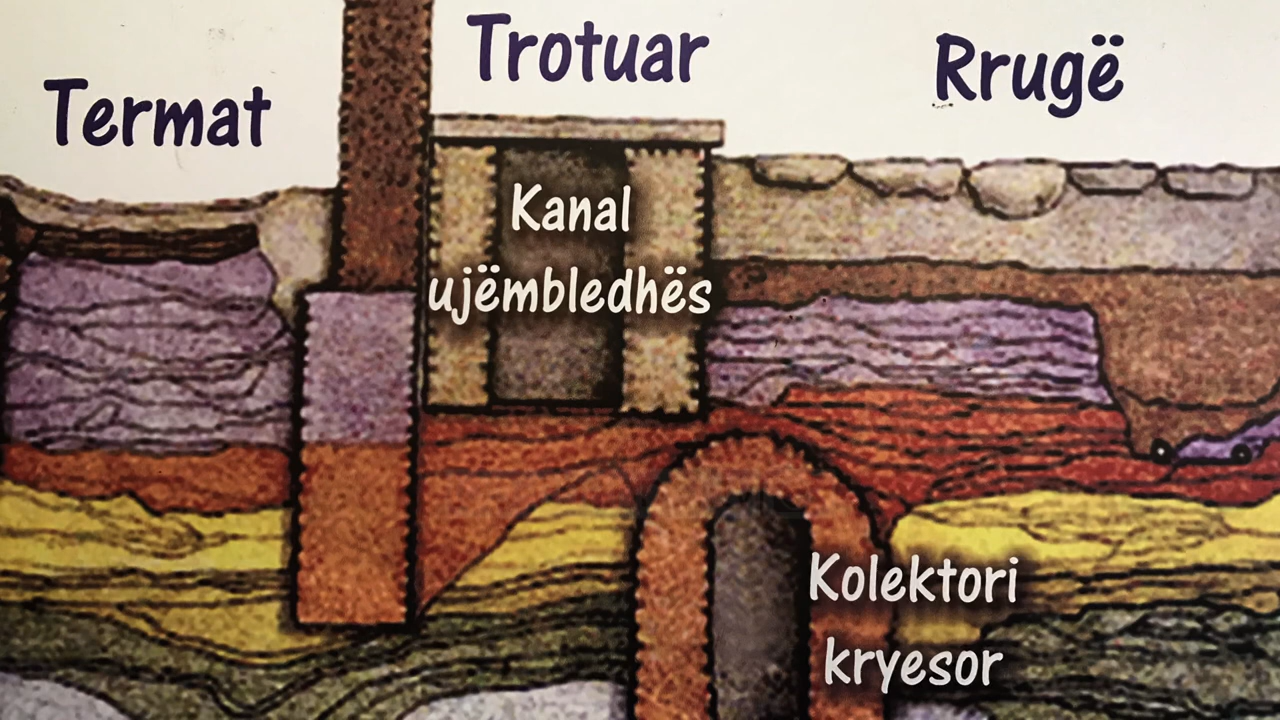 Termat
Trotuar
Rrugë
Kanal
ujëmbledhës
Kolektori
kryesor